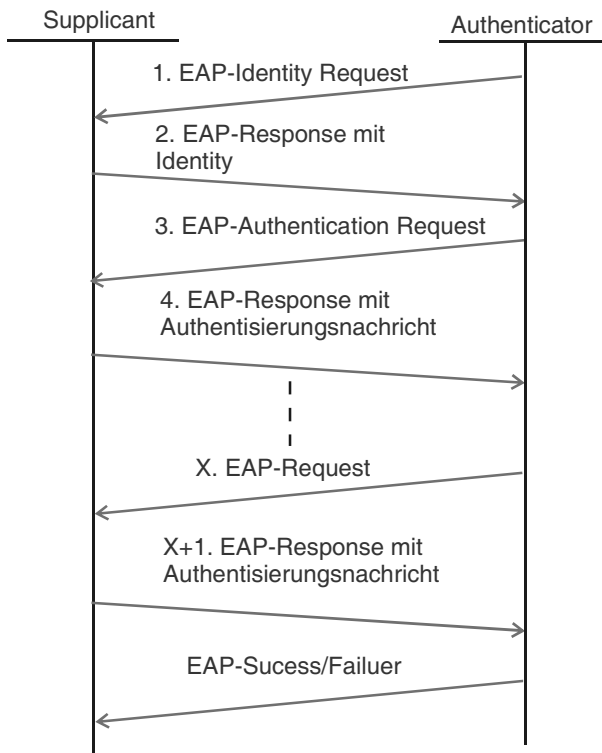 Supplicant
Authenticator
1. EAP-Identity Request
2. EAP-Response mit
Identity
3. EAP-Authentication Request
4. EAP-Response mit
Authentisierungsnachricht
X. EAP-Request
X+1. EAP-Response mit
Authentisierungsnachricht
EAP-Sucess/Failuer